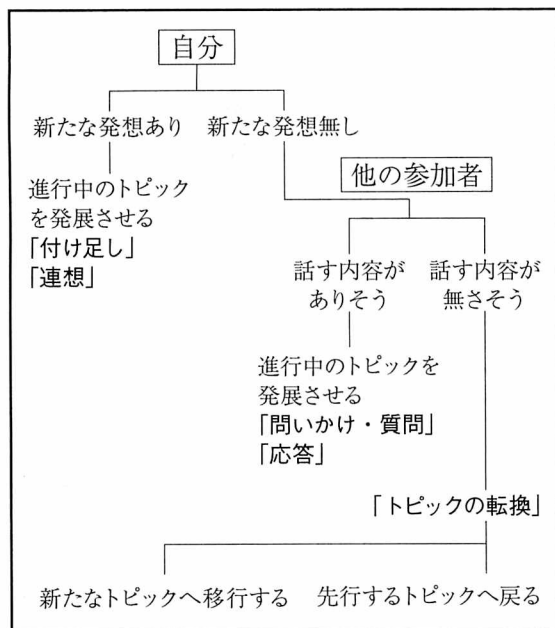 自分
新たな発想あり
新たな発想無し
進行中のトピック
を発展させる
「付け足し」
「連想」
他の参加者
話す内容が
ありそう
話す内容が
無さそう
進行中のトピックを
発展させる
「問いかけ・質問」
「応答」
「トピックの転換」
新たなトピックへ移行する
先行するトピックへ戻る